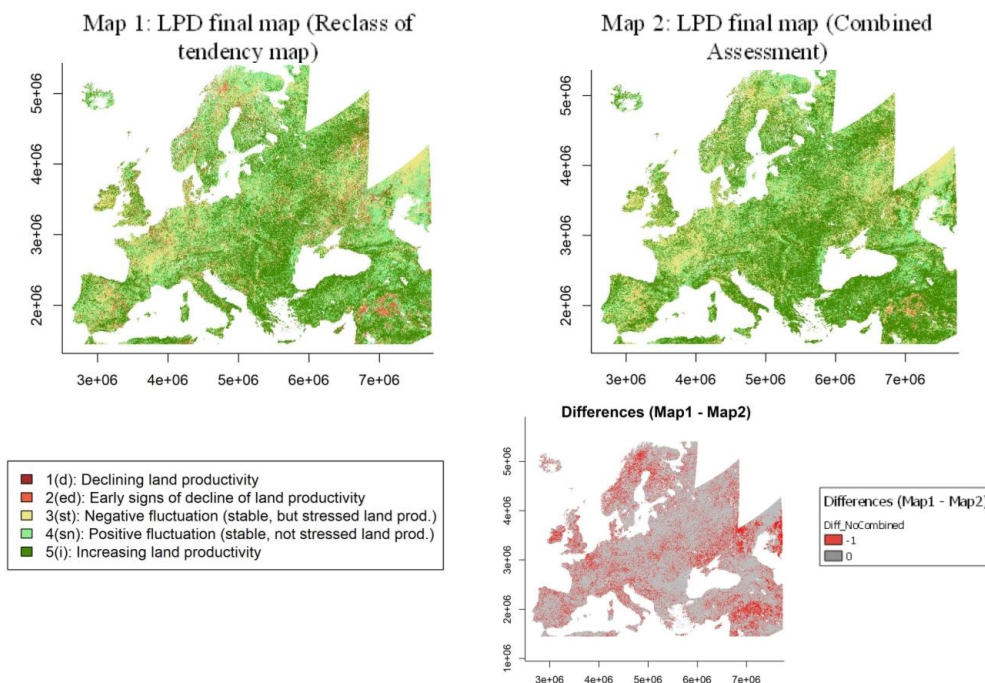 Map 1: LPD final map (Reclass of
tendency map)
5e+06
4e+06
3e+06
2e+06
3e+06 4e+06 5e+06 6e+06 7e+06
Map 2: LPD final map (Combined
Assessment)
5e+06
4e+06
3e+06
2e+06
3e+06 4e+06 5e+06 6e+06 7e+06
1(d): Declining land productivity
2(ed): Early signs of decline of land productivity
3(st): Negative fluctuation (stable, but stressed land prod.)
4(sn): Positive fluctuation (stable, not stressed land prod.)
5(i): Increasing land productivity
Differences (Map1 - Map2)
5e+06
4e+06
3e+06
2e+06
1e+06
3e+06 4e+06 5e+06 6e+06 7e+06
Differences (Map1 - Map2)
Diff_NoCombined
-1
0